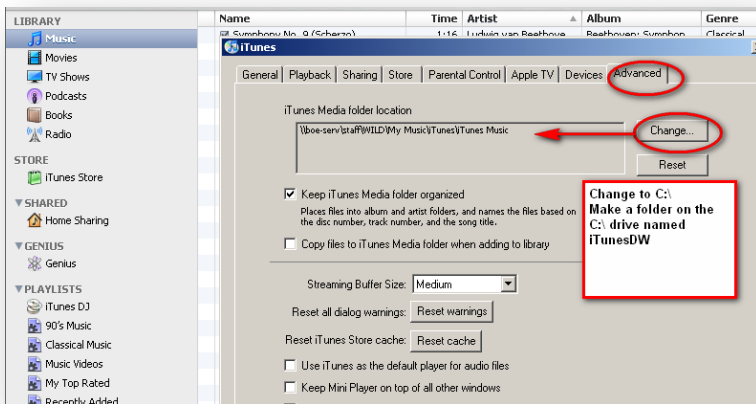 LIBRARY
Music
Movies
TV Shows
Podcasts
Books
Radio
STORE
iTunes Store
SHARED
Home Sharing
GENIUS
Genius
PLAYLISTS
iTunes DJ
90's Music
Classical Music
Music Videos
My Top Rated
Recently Added
Name Time Artist Album Genre
Symphony No. 9 (Scherzo) 1:16 Ludwig van Beethove... Beethoven: Symphon... Classical
iTunes
General Playback Sharing Store Parental Control Apple TV Devices Advanced
iTunes Media folder location
\\boe-serv\staff\WILD\My Music\iTunes\iTunes Music
Change...
Reset
Keep iTunes Media folder organized
Places files into album and artist folders, and names the files based on
the disc number, track number, and the song title.
Copy files to iTunes Media folder when adding to library
Change to C:\
Make a folder on the
C:\ drive named
iTunesDW
Streaming Buffer Size: Medium
Reset all dialog warnings: Reset warnings
Reset iTunes Store cache: Reset cache
Use iTunes as the default player for audio files
Keep Mini Player on top of all other windows